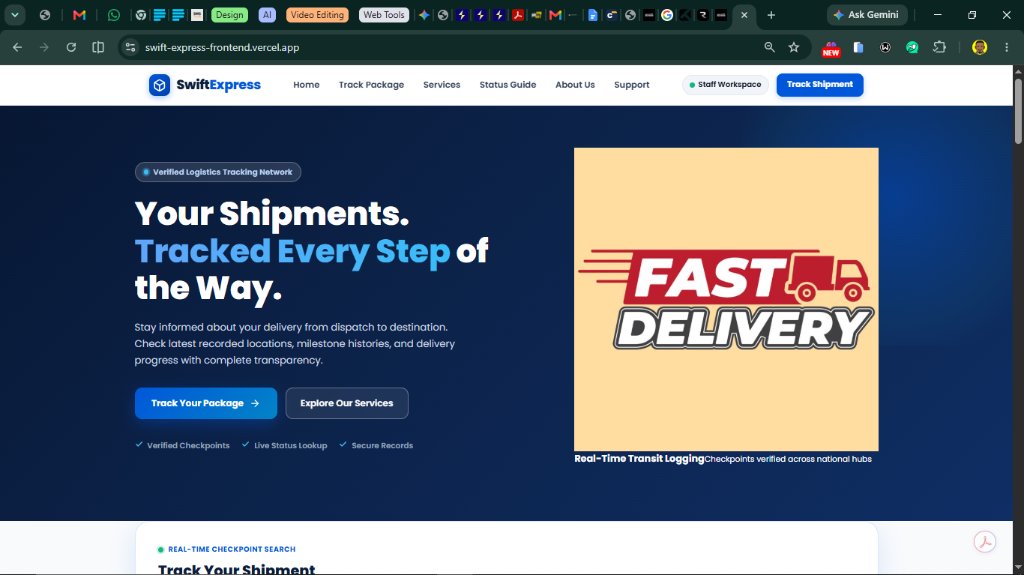 Design
AI
Video Editing
Web Tools
Ask Gemini
swift-express-frontend.vercel.app
NEW
SwiftExpress
Home
Track Package
Services
Status Guide
About Us
Support
Staff Workspace
Track Shipment
Verified Logistics Tracking Network
Your Shipments.
Tracked Every Step of
the Way.
Stay informed about your delivery from dispatch to destination.
Check latest recorded locations, milestone histories, and delivery
progress with complete transparency.
Track Your Package →
Explore Our Services
Verified Checkpoints
Live Status Lookup
Secure Records
FAST
DELIVERY
Real-Time Transit LoggingCheckpoints verified across national hubs
REAL-TIME CHECKPOINT SEARCH
Track Your Shipment